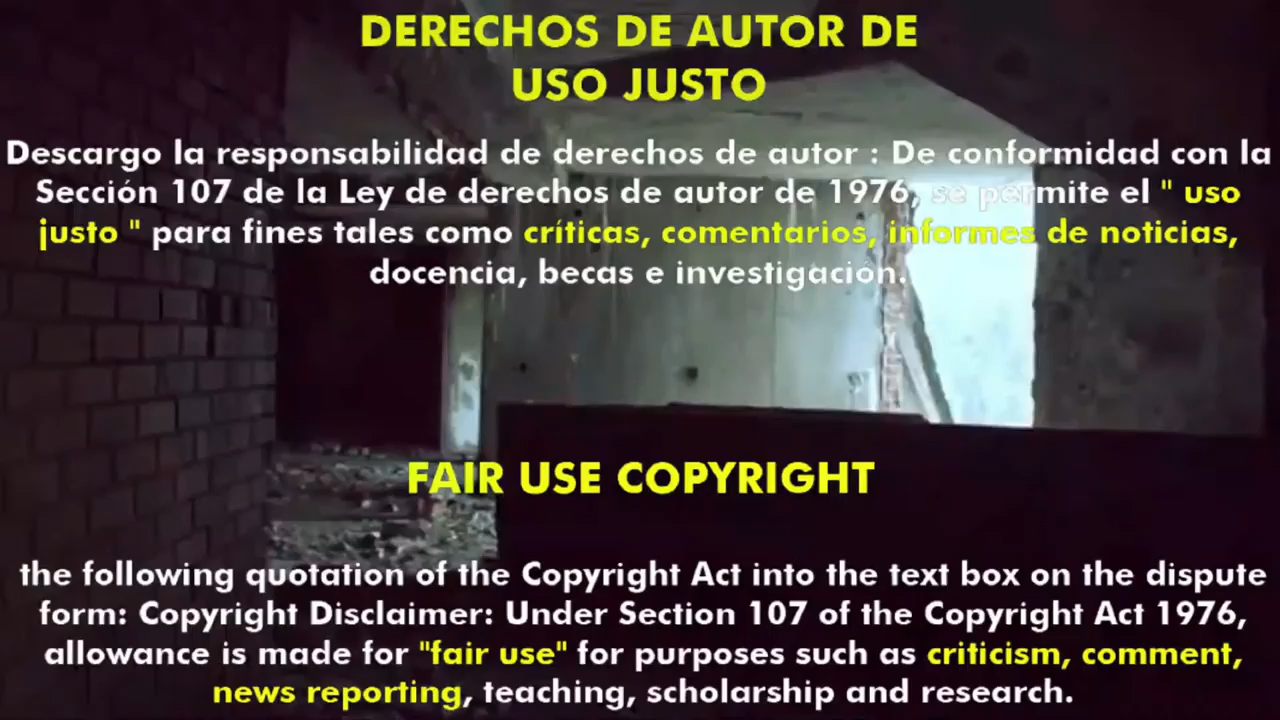 DERECHOS DE AUTOR DE
USO JUSTO
Descargo la responsabilidad de derechos de autor : De conformidad con la
Sección 107 de la Ley de derechos de autor de 1976, se permite el " uso
justo " para fines tales como críticas, comentarios, informes de noticias,
docencia, becas e investigación.
FAIR USE COPYRIGHT
the following quotation of the Copyright Act into the text box on the dispute
form: Copyright Disclaimer: Under Section 107 of the Copyright Act 1976,
allowance is made for "fair use" for purposes such as criticism, comment,
news reporting, teaching, scholarship and research.